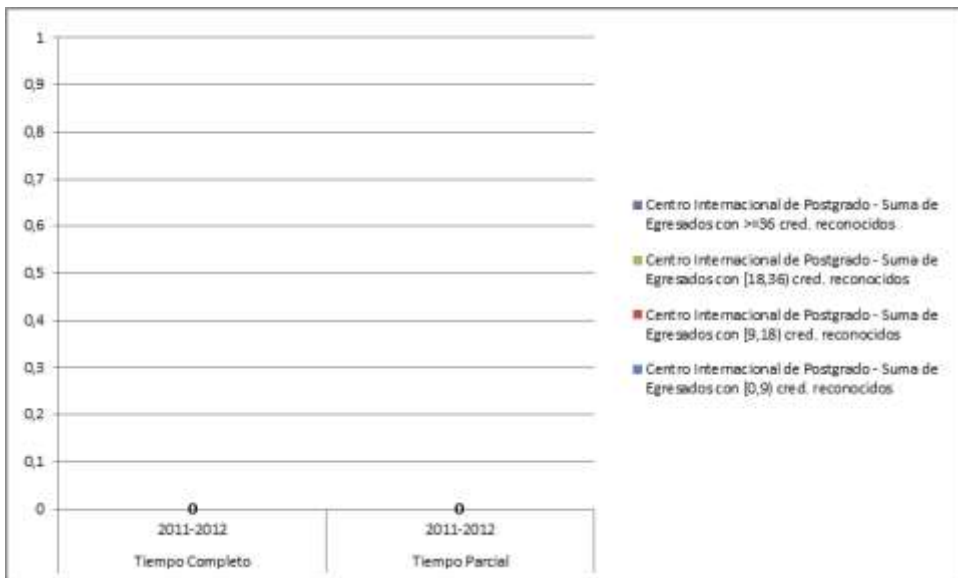 1
0,9
0,8
0,7
0,6
0,5
0,4
0,3
0,2
0,1
0
0 0
2011-2012 2011-2012
Tiempo Completo Tiempo Parcial
Centro Internacional de Postgrado - Suma de
Egresados con >=36 cred. reconocidos
Centro Internacional de Postgrado - Suma de
Egresados con [18,36) cred. reconocidos
Centro Internacional de Postgrado - Suma de
Egresados con [9,18) cred. reconocidos
Centro Internacional de Postgrado - Suma de
Egresados con [0,9) cred. reconocidos